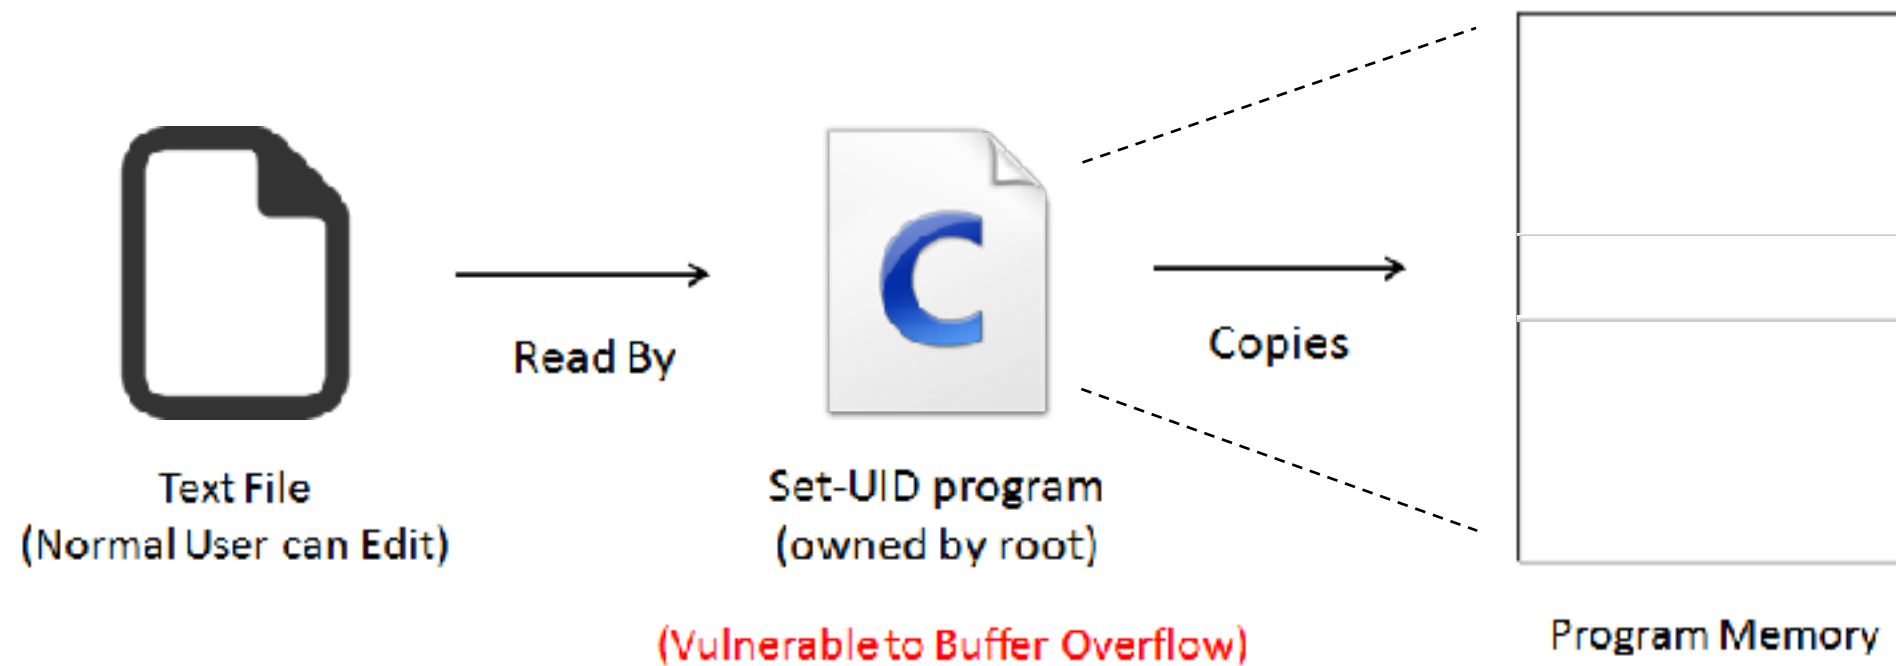 Text File
(Normal User can Edit)
Read By
C
Set-UID program
(owned by root)
(Vulnerable to Buffer Overflow)
Copies
Program Memory